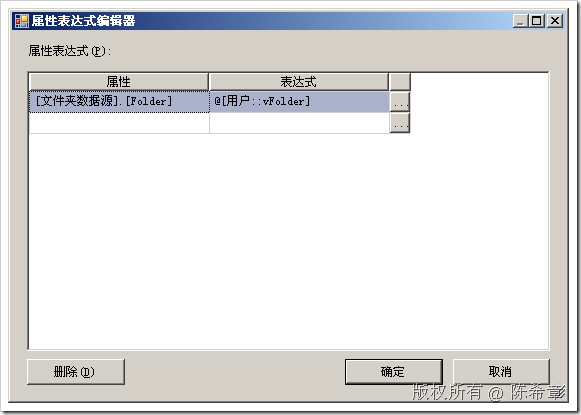 属性表达式编辑器
属性表达式(P):
属性 表达式
[文件夹数据源].[Folder] @[用户::vFolder] ...
...
删除(D) 确定 取消
版权所有 @ 陈希章